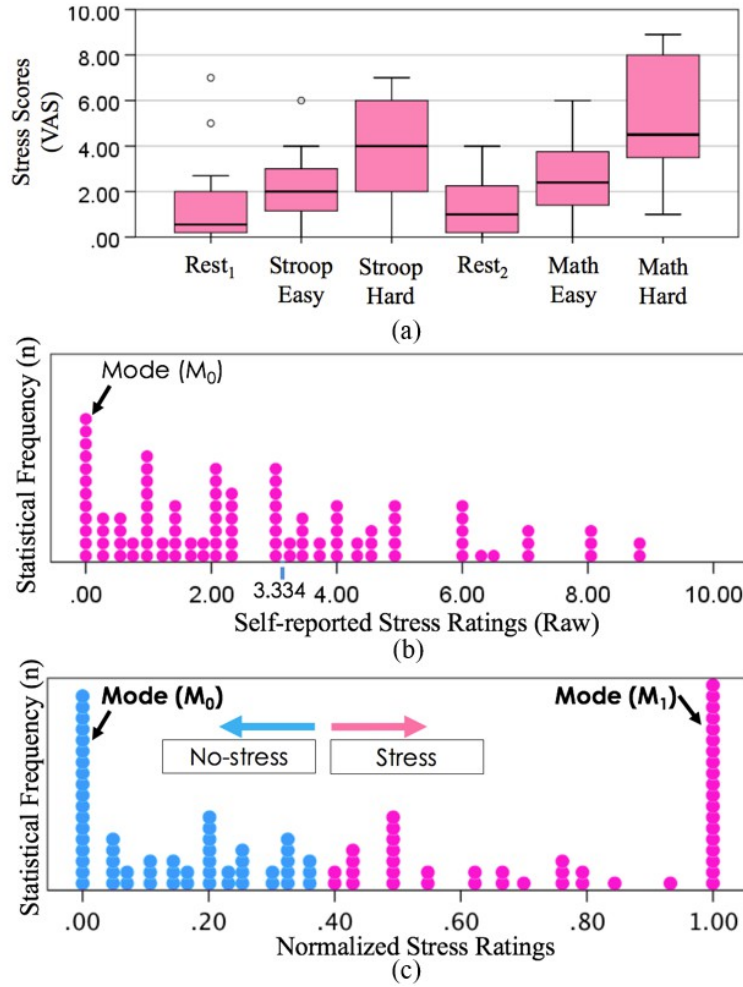 10.00
8.00
6.00
4.00
2.00
.00
Stress Scores
(VAS)
Rest1 Stroop Stroop Rest2 Math Math
Easy Hard Easy Hard
(a)
Statistical Frequency (n)
Mode (M0)
.00 2.00 4.00 6.00 8.00 10.00
3.334
Self-reported Stress Ratings (Raw)
(b)
Statistical Frequency (n)
Mode (M0) Mode (M1)
No-stress Stress
.00 .20 .40 .60 .80 1.00
Normalized Stress Ratings
(c)